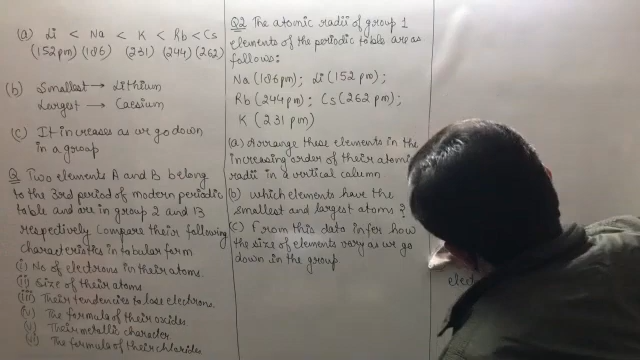 (a) Li < Na < K < Rb < Cs
(152pm) (186) (231) (244) (262)
(b) Smallest → Lithium
Largest → Caesium
(c) It increases as we go down
in a group
Q Two elements A and B belong
to the 3rd period of modern periodic
table and are in group 2 and 13
respectively compare their following
characteristics in tabular form
(i) No of electrons in their atoms.
(ii) Size of their atoms
(iii) Their tendencies to lose electrons
(iv) The formula of their oxides
(v) Their metallic character
(vi) The formula of their chlorides
Q2 The atomic radii of group 1
elements of the periodic table are as
follows:
Na (186pm); Li (152 pm);
Rb (244pm); Cs (262 pm);
K (231 pm)
(a) Arrange these elements in the
increasing order of their atomic
radii in a vertical column
(b) which elements have the
smallest and largest atoms?
(c) From this data infer how
the size of elements vary as we go
down in the group
elect